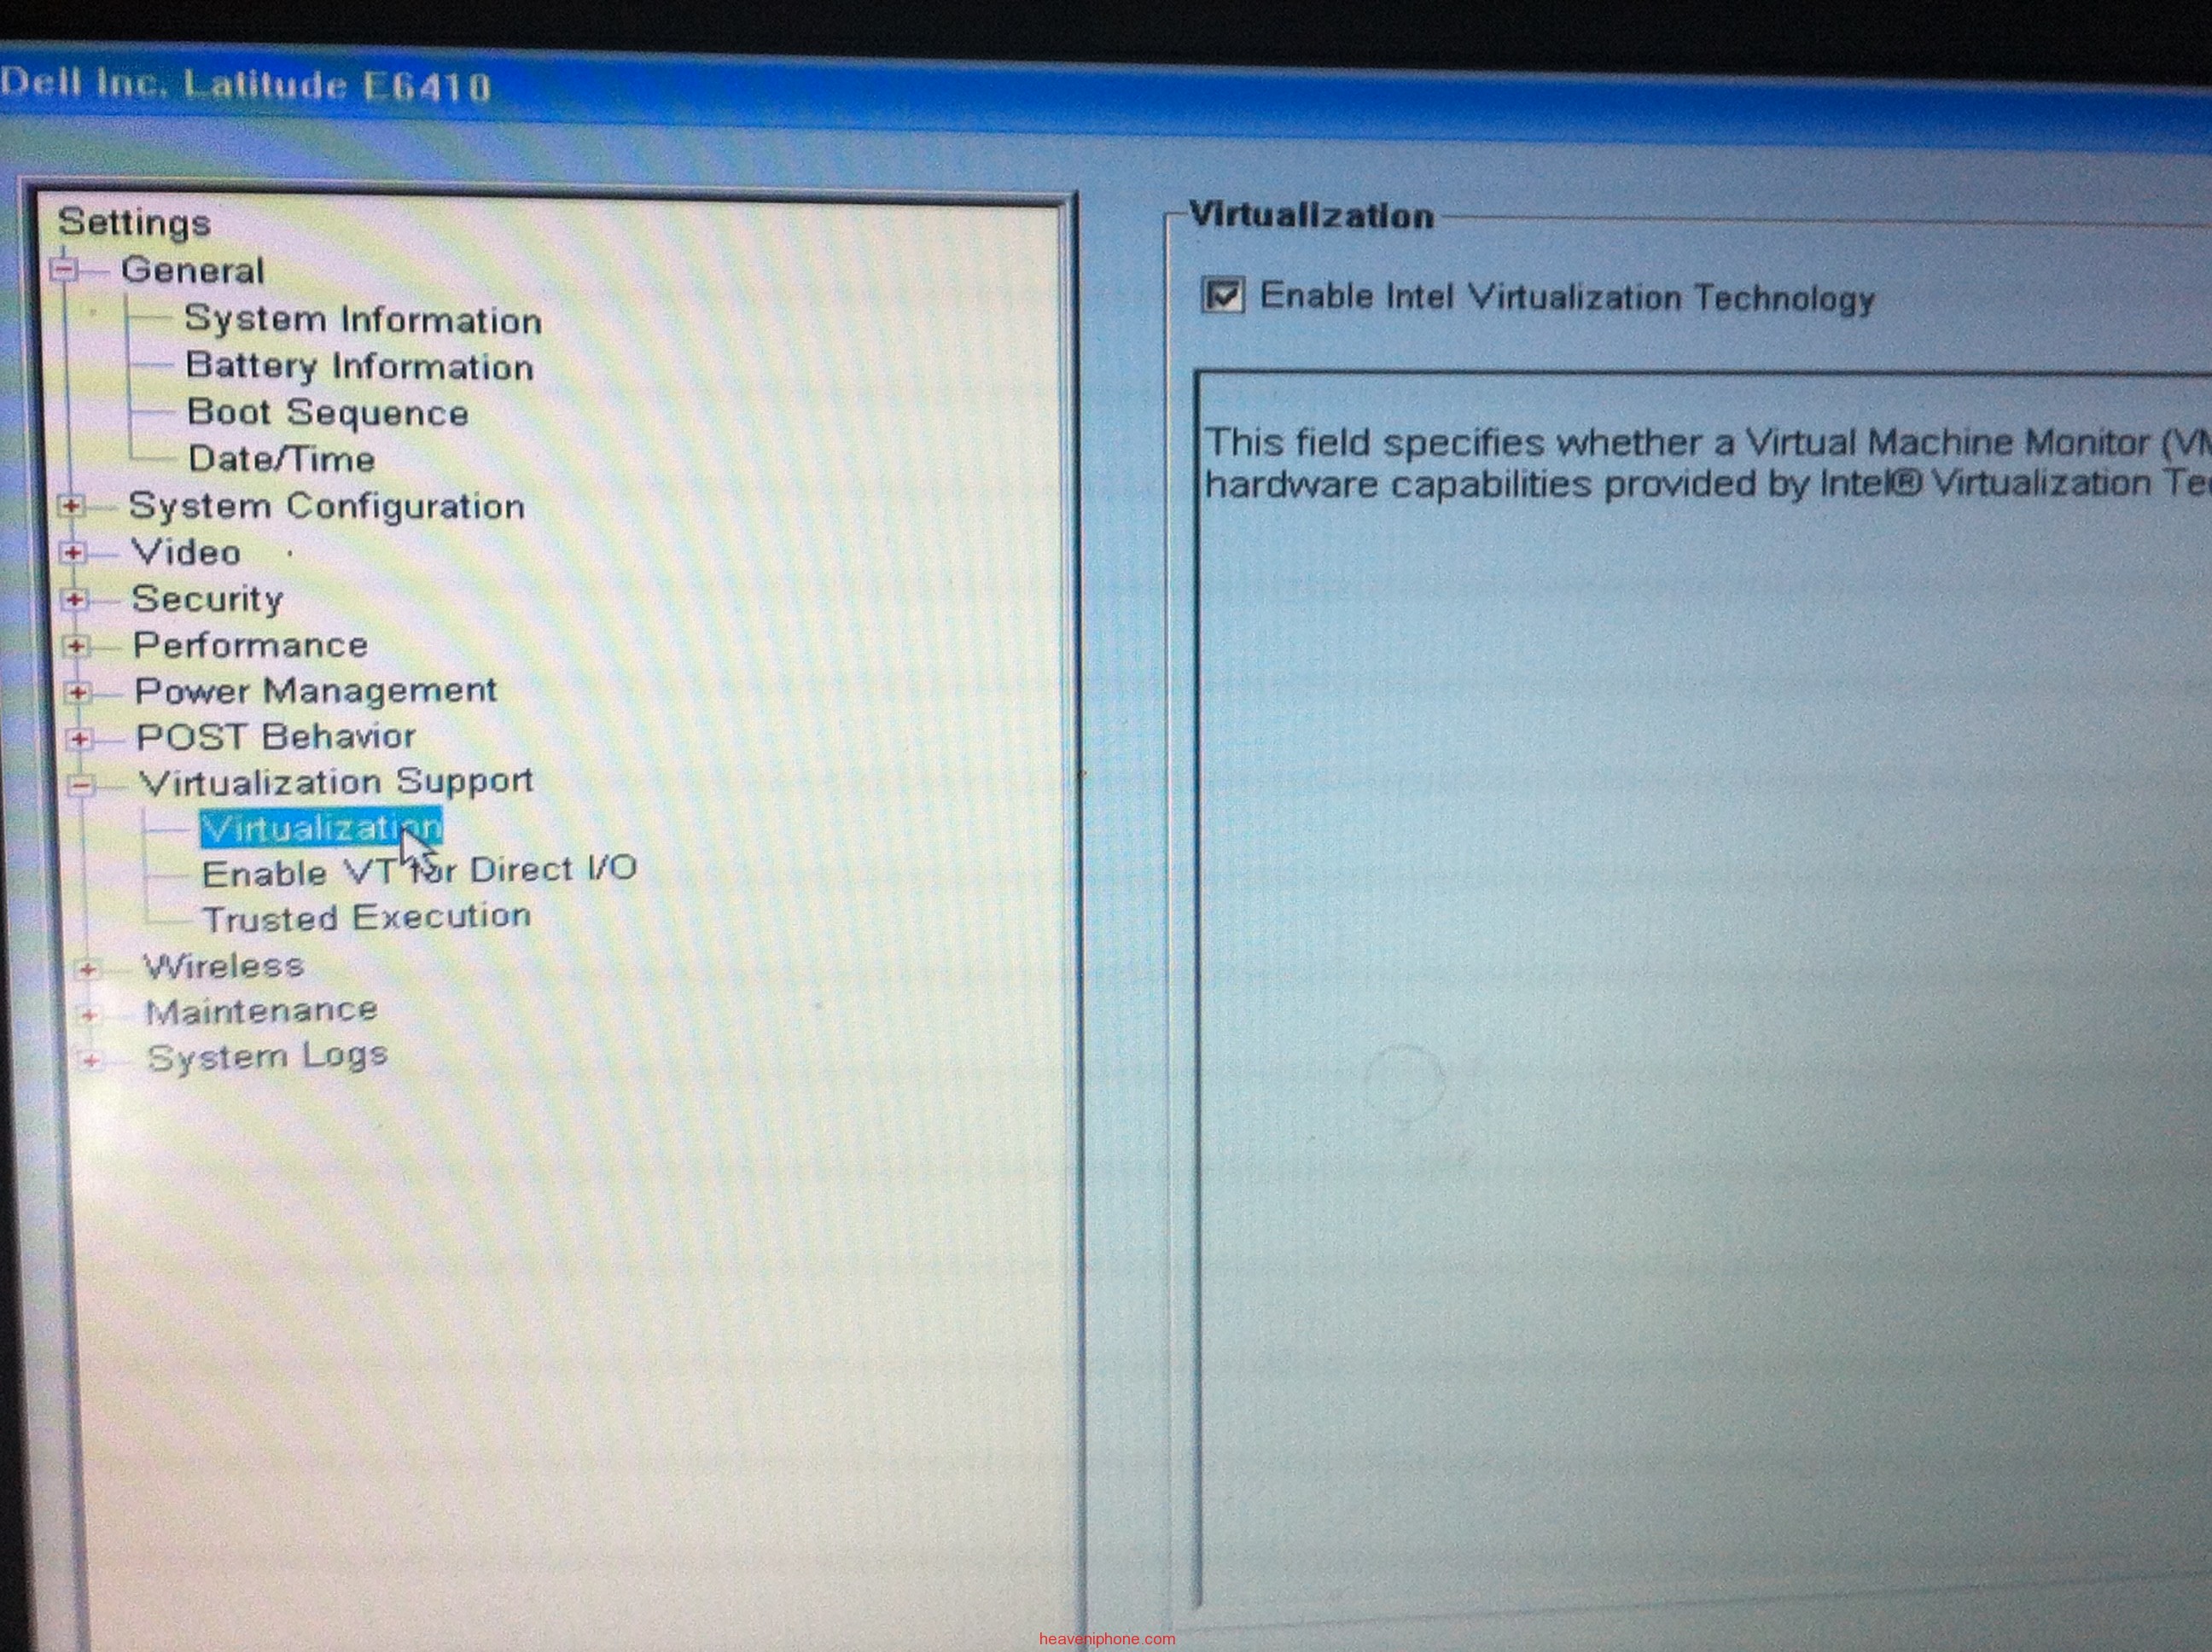 Dell Inc. Latitude E6410
Settings
General
System Information
Battery Information
Boot Sequence
Date/Time
System Configuration
Video
Security
Performance
Power Management
POST Behavior
Virtualization Support
Virtualization
Enable VT for Direct I/O
Trusted Execution
Wireless
Maintenance
System Logs
Virtualization
Enable Intel Virtualization Technology
This field specifies whether a Virtual Machine Monitor
hardware capabilities provided by Intel® Virtualization
heaveniphone.com